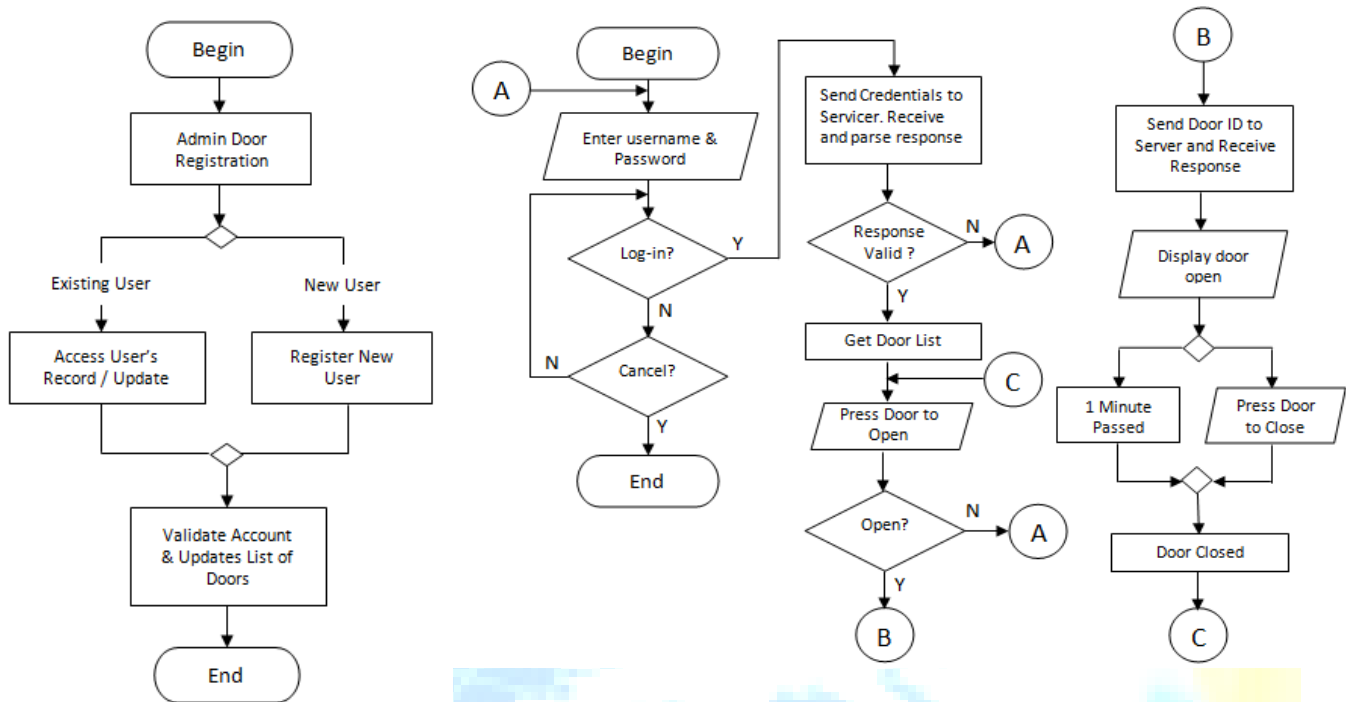 Begin
Admin Door
Registration
Existing User
New User
Access User's
Record / Update
Register New
User
Validate Account
& Updates List of
Doors
End
Begin
A
Enter username &
Password
Log-in?
Y
N
Cancel?
N
Y
End
Send Credentials to
Servicer. Receive
and parse response
Response
Valid ?
N
A
Y
Get Door List
C
Press Door to
Open
Open?
N
A
Y
B
B
Send Door ID to
Server and Receive
Response
Display door
open
1 Minute
Passed
Press Door
to Close
Door Closed
C